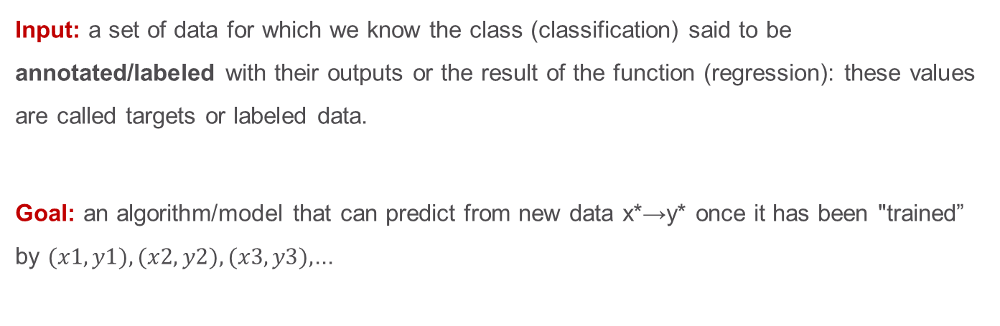 Input: a set of data for which we know the class (classification) said to be
annotated/labeled with their outputs or the result of the function (regression): these values
are called targets or labeled data.
Goal: an algorithm/model that can predict from new data x*→y* once it has been "trained”
by (x1, y1), (x2, y2), (x3, y3),...